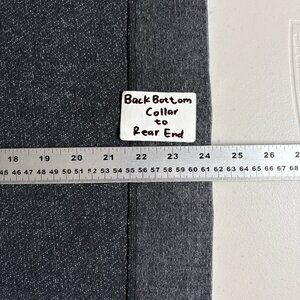 Back Bottom
Collar
to
Rear End
18 19 20 21 22 23 24 25 26
46 47 48 49 50 51 52 53 54 55 56 57 58 59 60 61 62 63 64 65 66 67 68